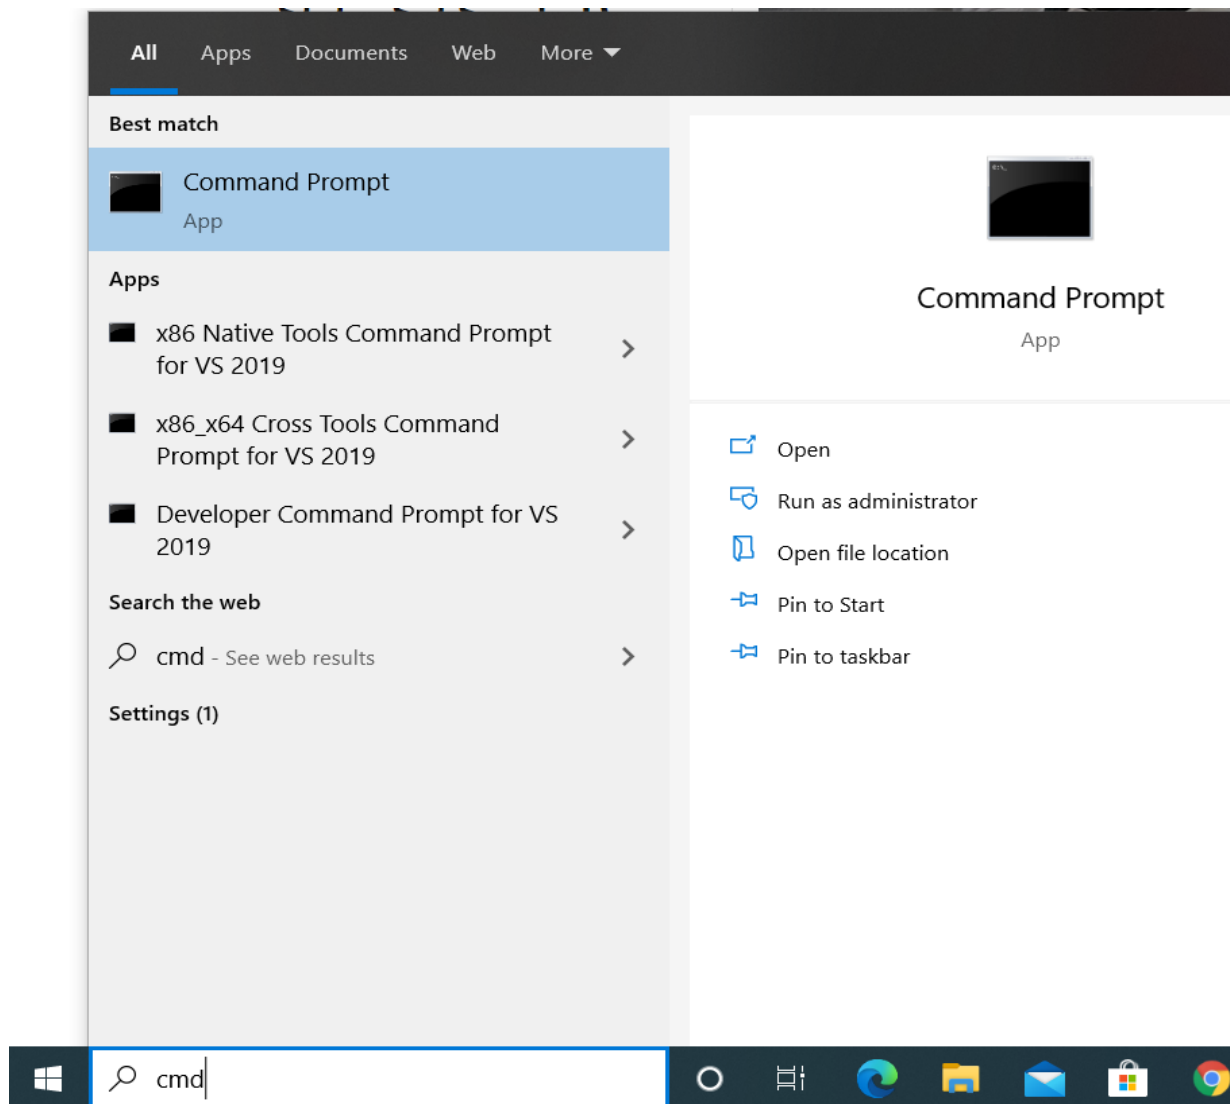 All Apps Documents Web More
Best match
Command Prompt
App
Apps
x86 Native Tools Command Prompt
for VS 2019
x86_x64 Cross Tools Command
Prompt for VS 2019
Developer Command Prompt for VS
2019
Search the web
cmd - See web results
Settings (1)
Command Prompt
App
Open
Run as administrator
Open file location
Pin to Start
Pin to taskbar
cmd